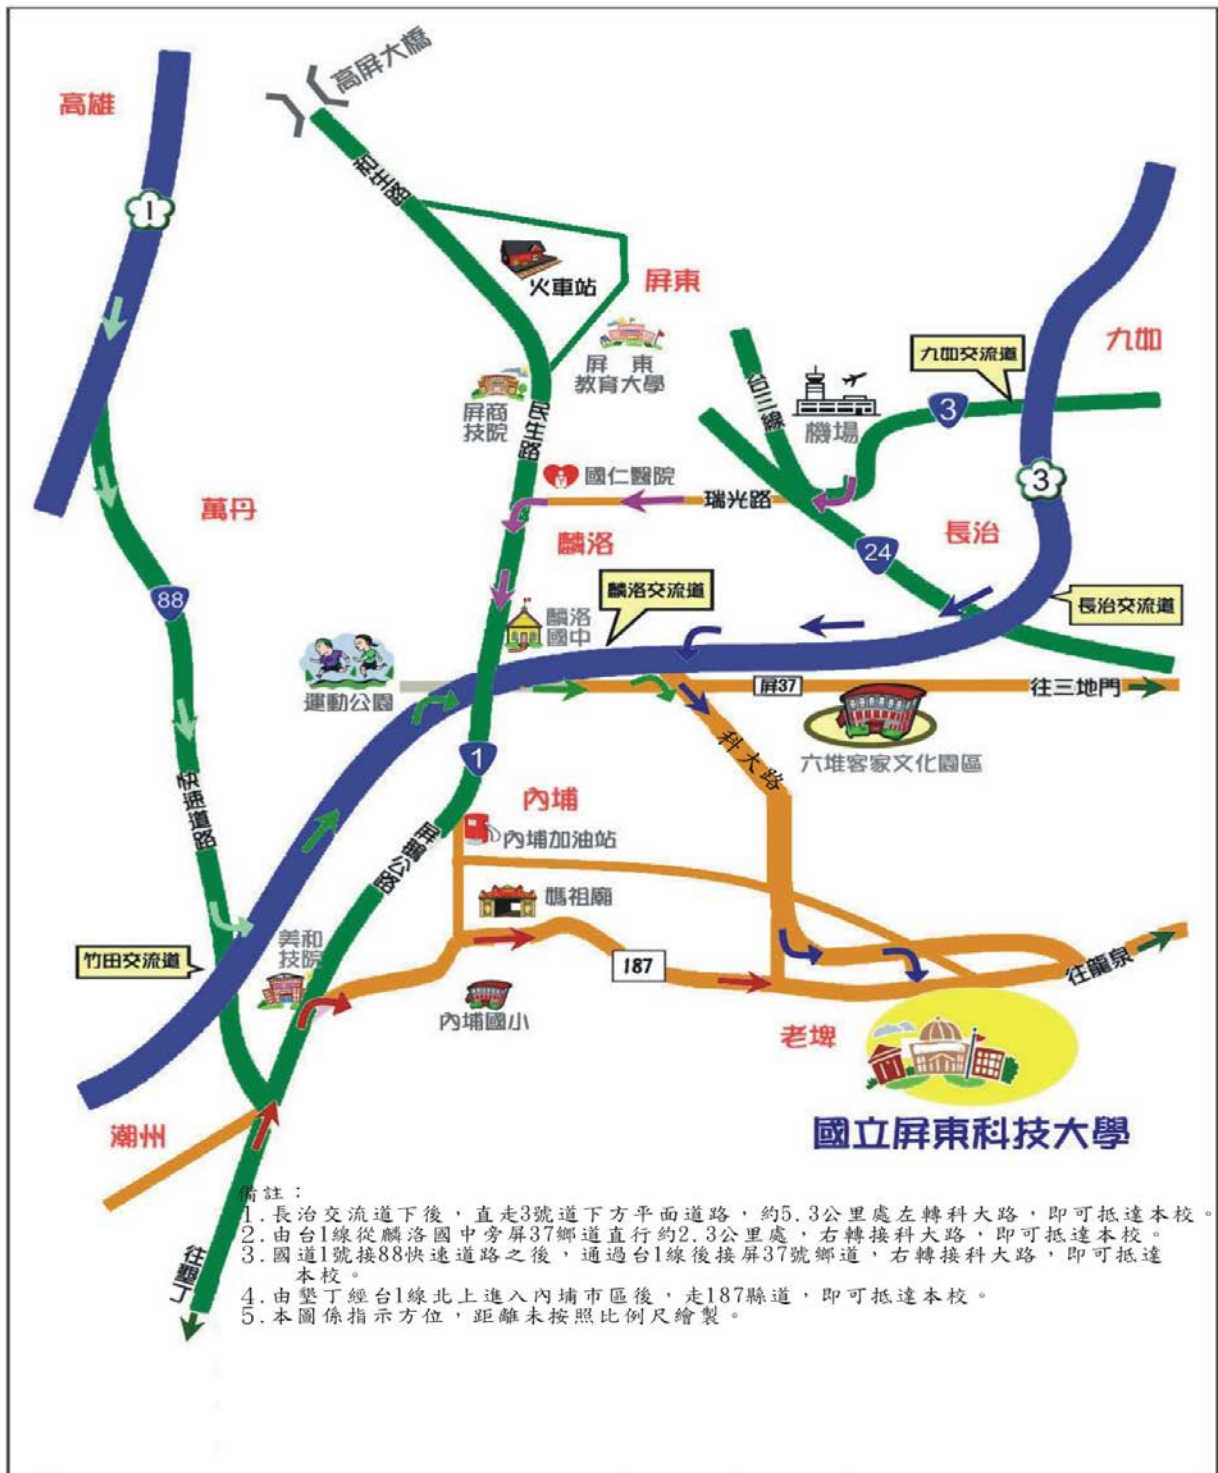 高屏大橋
高雄
1
和生路
火車站
屏東
屏東
教育大學
屏商
技院
民生路
台三線
機場
九如交流道
九如
3
3
國仁醫院
瑞光路
萬丹
麟洛
24
長治
88
麟洛
國中
麟洛交流道
長治交流道
運動公園
屏37
往三地門
1
科大路
六堆客家文化園區
快速道路
內埔
內埔加油站
屏鵝公路
媽祖廟
美和
技院
竹田交流道
187
往龍泉
內埔國小
老埤
潮州
國立屏東科技大學
往墾丁
備註：
1.長治交流道下後，直走3號道下方平面道路，約5.3公里處左轉科大路，即可抵達本校。
2.由台1線從麟洛國中旁屏37鄉道直行約2.3公里處，右轉接科大路，即可抵達本校。
3.國道1號接88快速道路之後，通過台1線後接屏37號鄉道，右轉接科大路，即可抵達
本校。
4.由墾丁經台1線北上進入內埔市區後，走187縣道，即可抵達本校。
5.本圖係指示方位，距離未按照比例尺繪製。